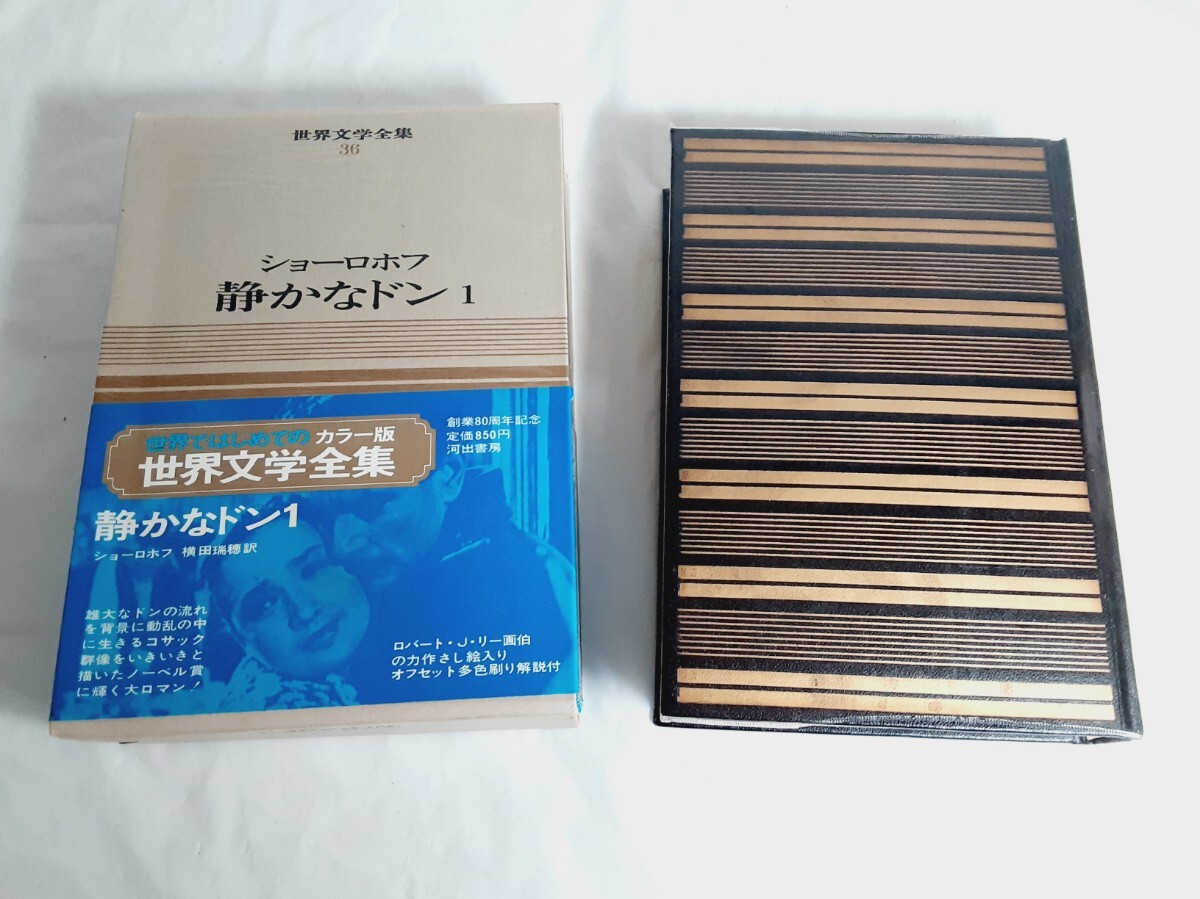 世界文学全集
36
ショーロホフ
静かなドン 1
世界ではじめての カラー版
世界文学全集
創業80周年記念
定価850円
河出書房
静かなドン1
ショーロホフ 横田瑞穂訳
雄大なドンの流れ
を背景に動乱の中
に生きるコサック
群像をいきいきと
描いたノーベル賞
に輝く大ロマン!
ロバート・J・リー画伯
の力作さし絵入り
オフセット多色刷り解説付